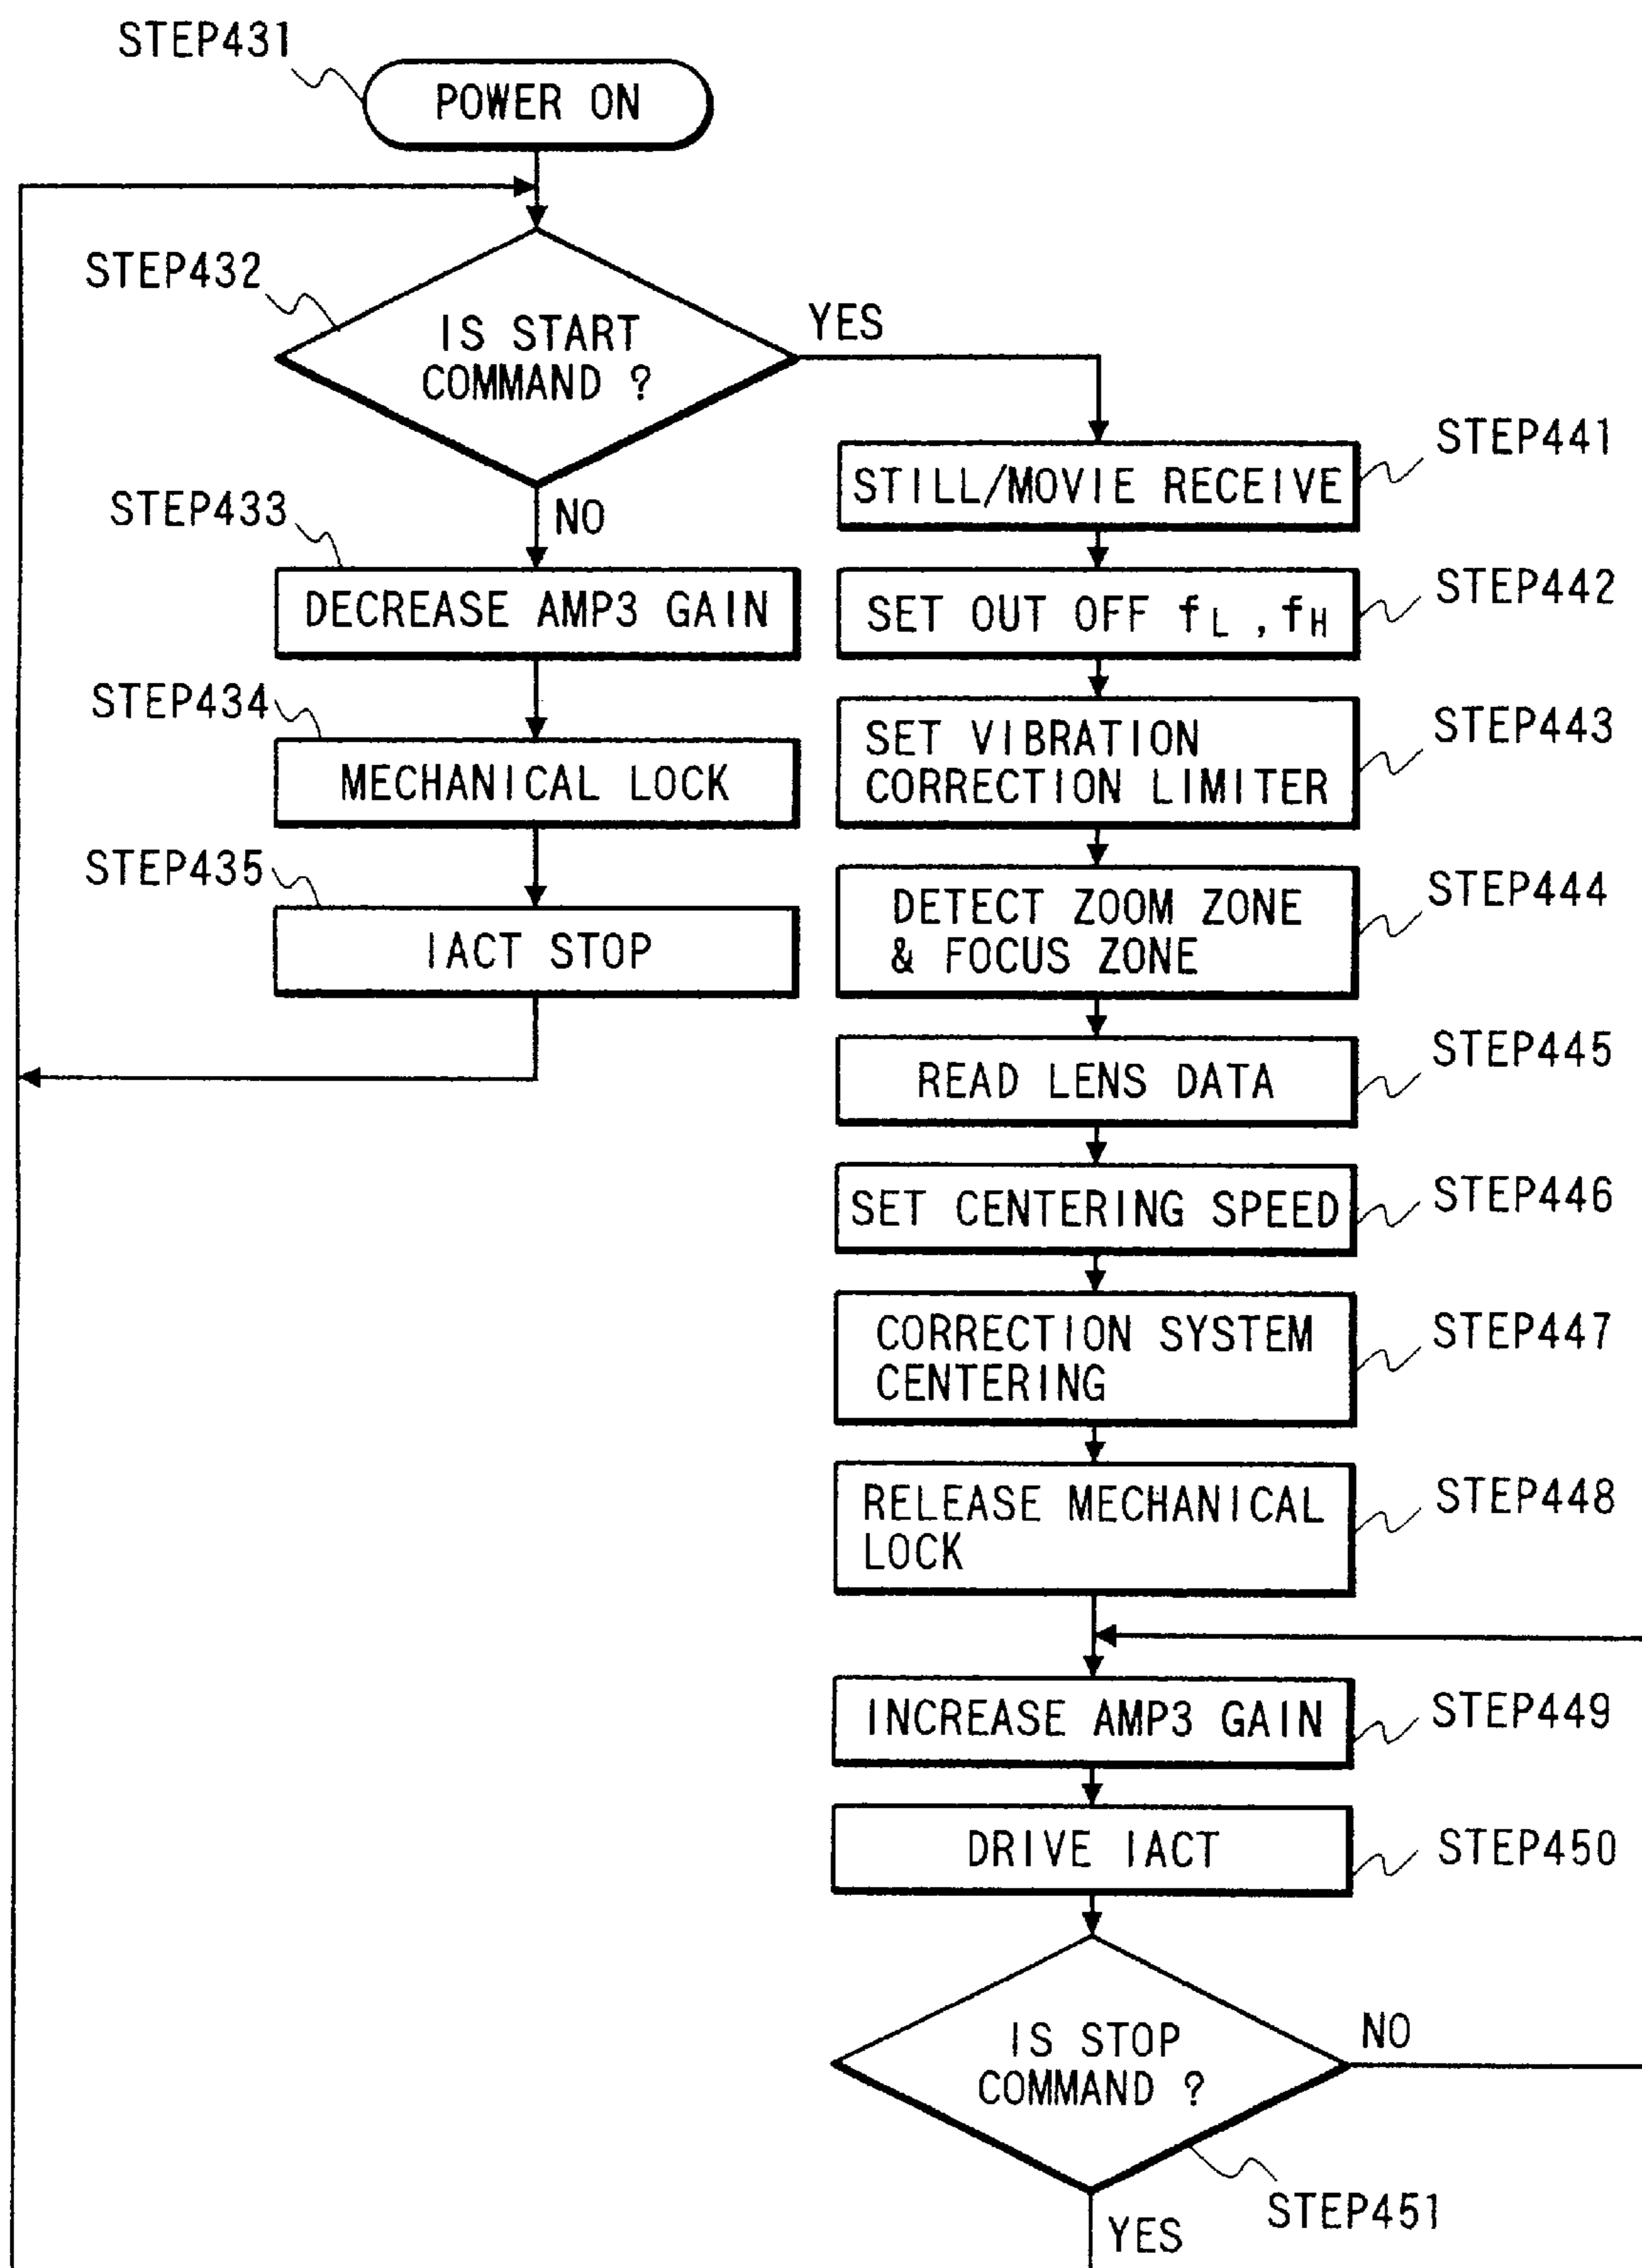 STEP431
POWER ON
STEP432
IS START
COMMAND ?
YES
NO
STEP433
DECREASE AMP3 GAIN
STEP434
MECHANICAL LOCK
STEP435
IACT STOP
STILL/MOVIE RECEIVE
STEP441
SET OUT OFF fL ,fH
STEP442
SET VIBRATION
CORRECTION LIMITER
STEP443
DETECT ZOOM ZONE
& FOCUS ZONE
STEP444
READ LENS DATA
STEP445
SET CENTERING SPEED
STEP446
CORRECTION SYSTEM
CENTERING
STEP447
RELEASE MECHANICAL
LOCK
STEP448
INCREASE AMP3 GAIN
STEP449
DRIVE IACT
STEP450
IS STOP
COMMAND ?
NO
STEP451
YES